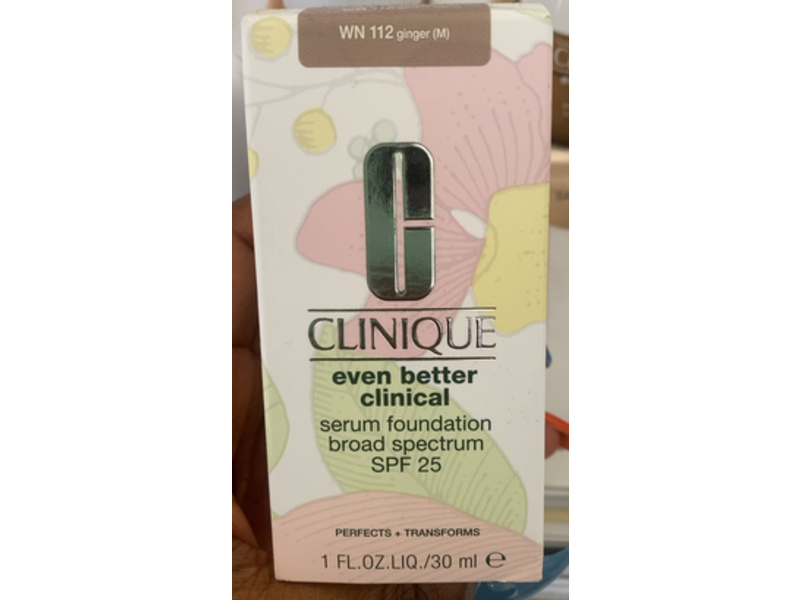 WN 112 ginger (M)
CLINIQUE
even better
clinical
serum foundation
broad spectrum
SPF 25
PERFECTS + TRANSFORMS
1 FL.OZ.LIQ./30 ml ℮